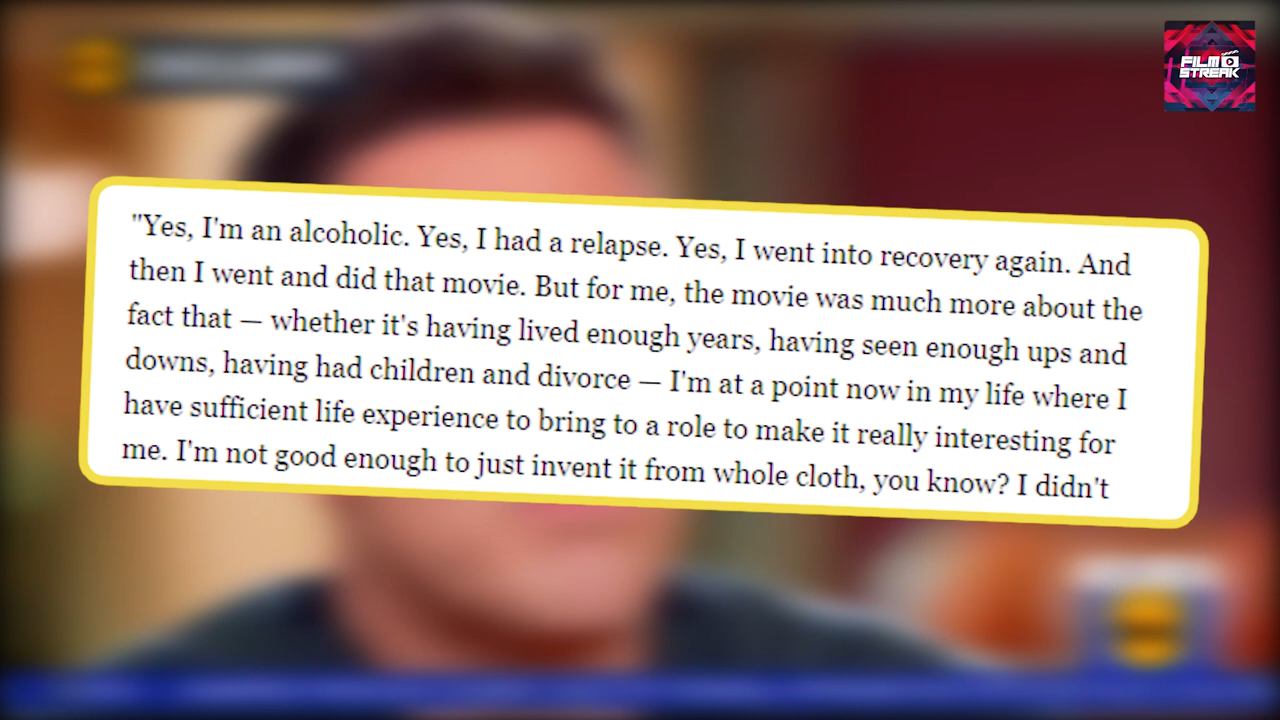 FILM
STREAK
"Yes, I'm an alcoholic. Yes, I had a relapse. Yes, I went into recovery again. And
then I went and did that movie. But for me, the movie was much more about the
fact that — whether it's having lived enough years, having seen enough ups and
downs, having had children and divorce — I'm at a point now in my life where I
have sufficient life experience to bring to a role to make it really interesting for
me. I'm not good enough to just invent it from whole cloth, you know? I didn't